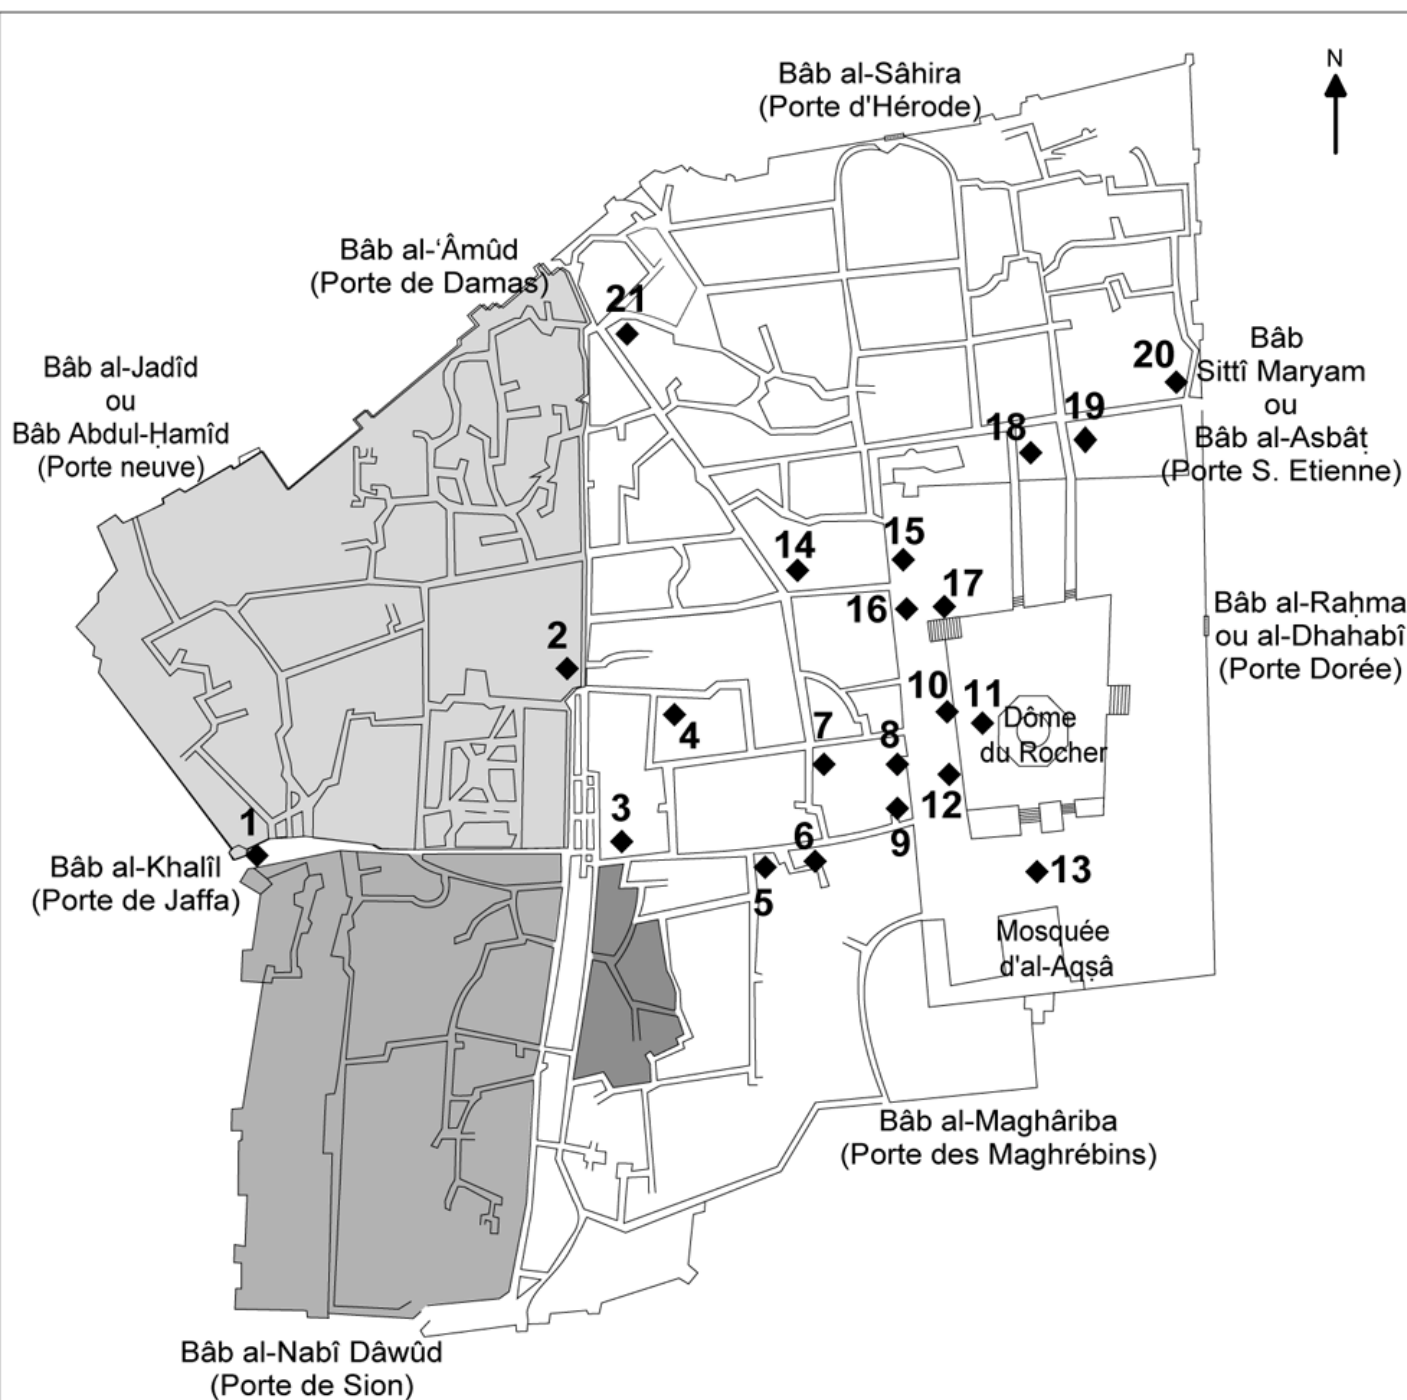 N
Bâb al-Sâhira
(Porte d'Hérode)
Bâb al-‘Âmûd
(Porte de Damas)
21
Bâb al-Jadîd
ou
Bâb Abdul-Ḥamîd
(Porte neuve)
20
Bâb
Sittî Maryam
ou
Bâb al-Asbâṭ
(Porte S. Etienne)
19
18
15
14
17
16
Bâb al-Raḥma
ou al-Dhahabî
(Porte Dorée)
2
10
11
Dôme
du Rocher
4
7
8
12
3
1
6
9
Bâb al-Khalîl
(Porte de Jaffa)
13
5
Mosquée
d'al-Aqṣâ
Bâb al-Maghâriba
(Porte des Maghrébins)
Bâb al-Nabî Dâwûd
(Porte de Sion)